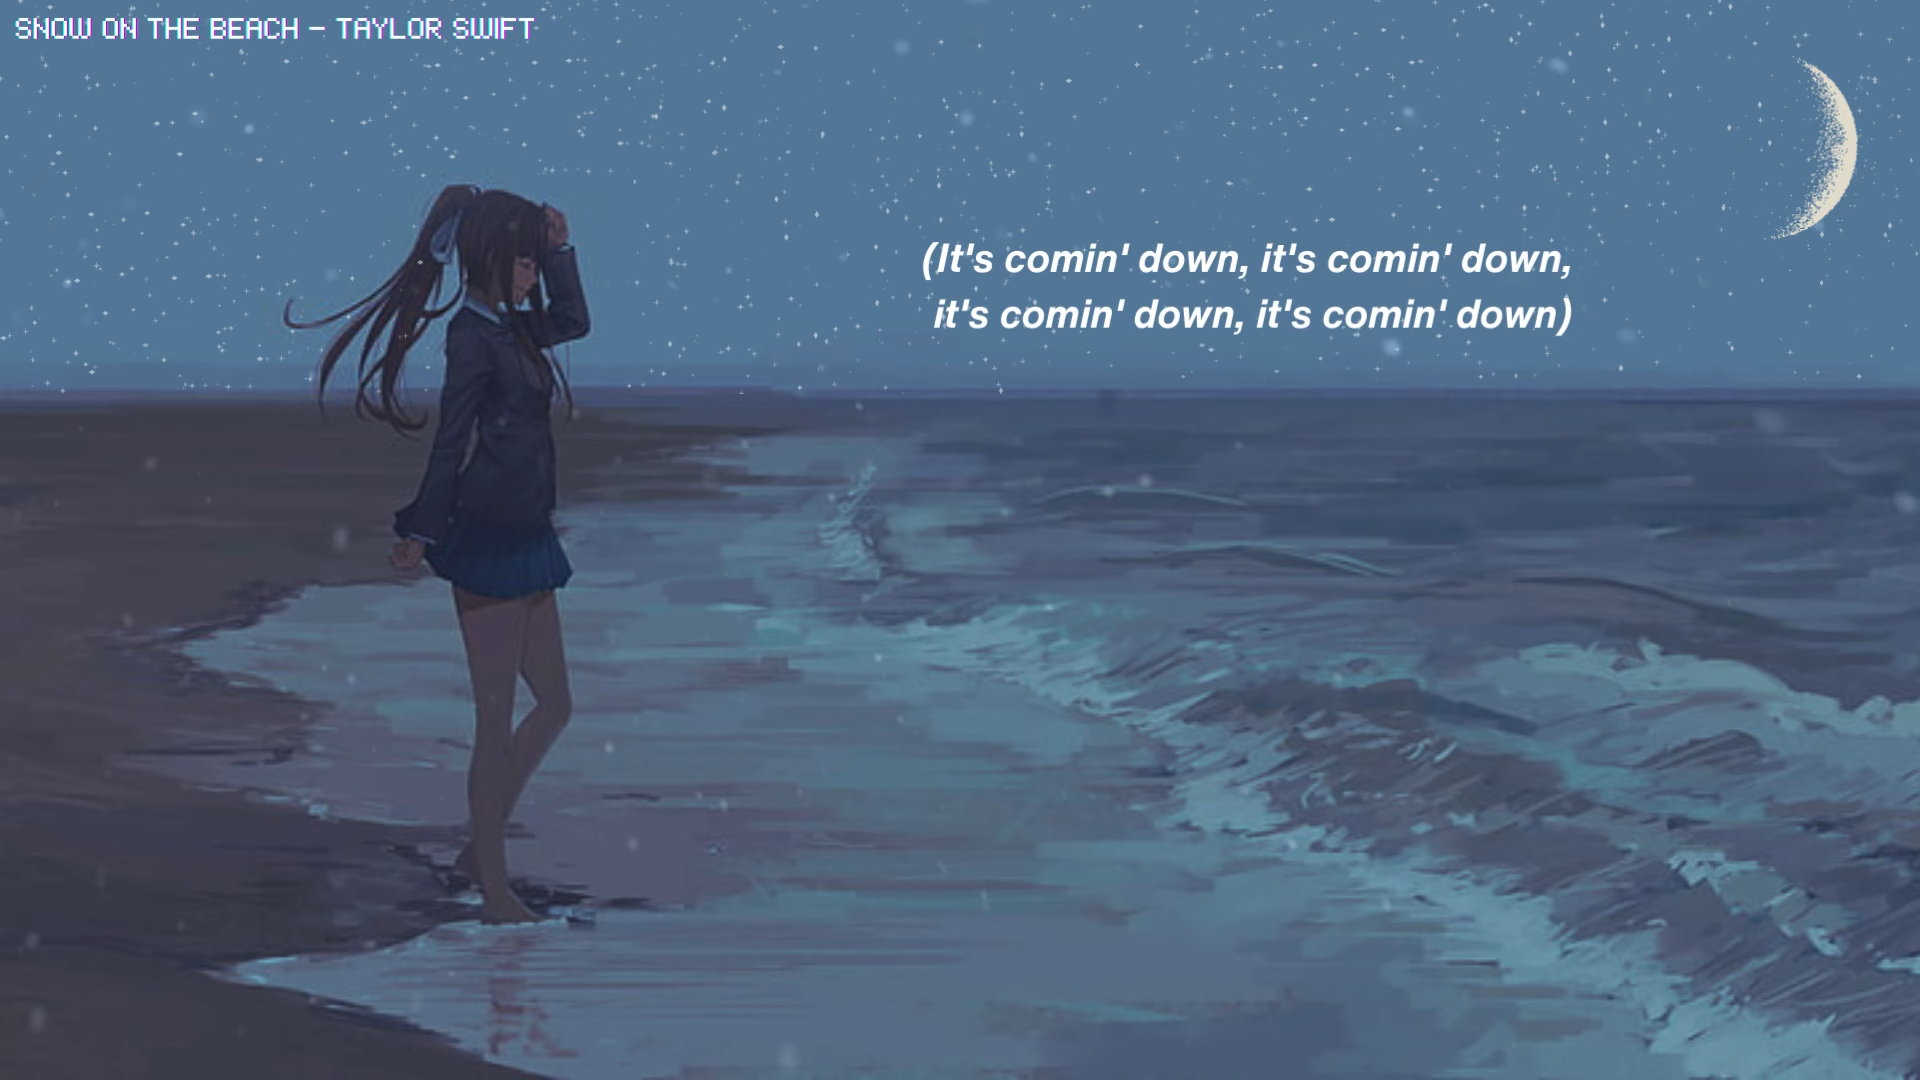 SNOW ON THE BEACH - TAYLOR SWIFT
(It's comin' down, it's comin' down,
it's comin' down, it's comin' down)